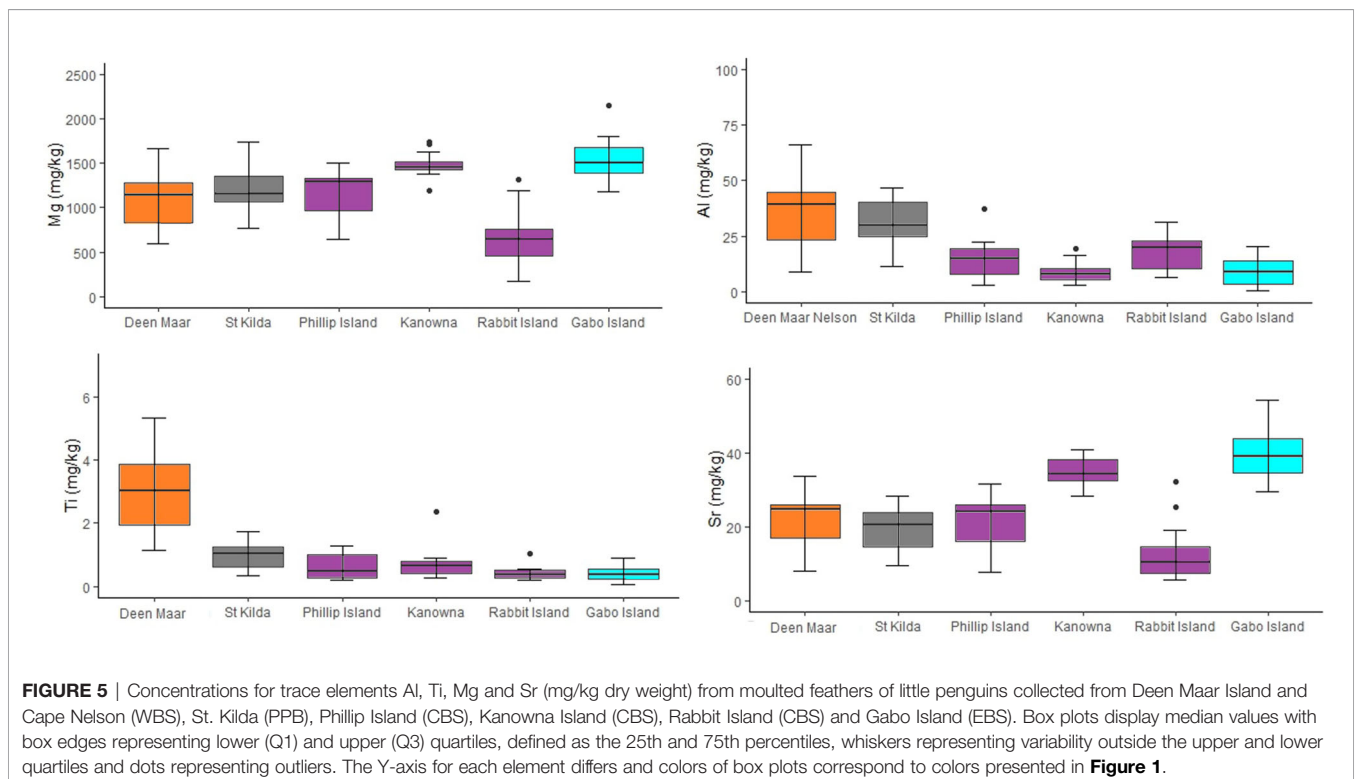 2500
2000
1500
1000
500
0
Mg (mg/kg)
Deen Maar St Kilda Phillip Island Kanowna Rabbit Island Gabo Island
100
75
50
25
0
Al (mg/kg)
Deen Maar Nelson St Kilda Phillip Island Kanowna Rabbit Island Gabo Island
6
4
2
0
Ti (mg/kg)
Deen Maar St Kilda Phillip Island Kanowna Rabbit Island Gabo Island
60
40
20
0
Sr (mg/kg)
Deen Maar St Kilda Phillip Island Kanowna Rabbit Island Gabo Island
FIGURE 5 | Concentrations for trace elements Al, Ti, Mg and Sr (mg/kg dry weight) from moulted feathers of little penguins collected from Deen Maar Island and
Cape Nelson (WBS), St. Kilda (PPB), Phillip Island (CBS), Kanowna Island (CBS), Rabbit Island (CBS) and Gabo Island (EBS). Box plots display median values with
box edges representing lower (Q1) and upper (Q3) quartiles, defined as the 25th and 75th percentiles, whiskers representing variability outside the upper and lower
quartiles and dots representing outliers. The Y-axis for each element differs and colors of box plots correspond to colors presented in Figure 1.